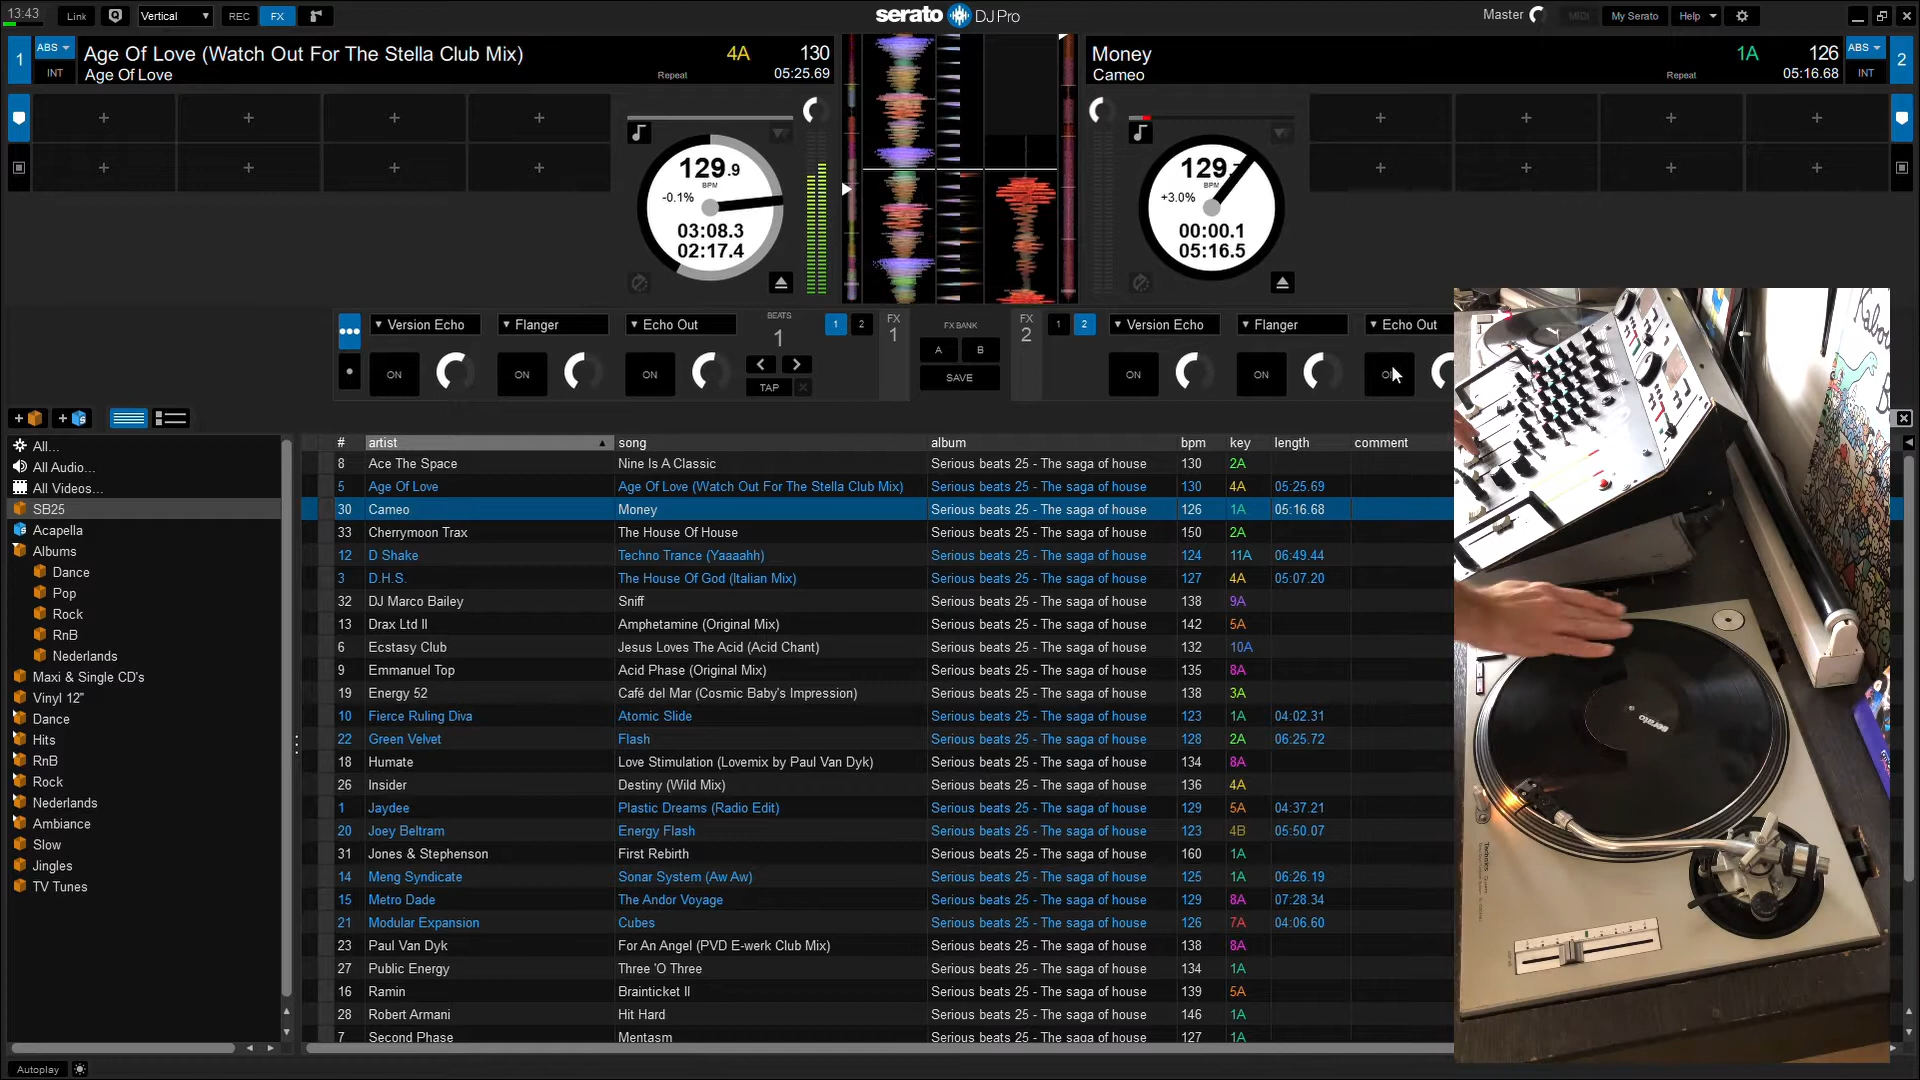 13:43 Link Vertical REC FX serato DJ Pro Master MIDI My Serato Help
1 ABS INT Age Of Love (Watch Out For The Stella Club Mix) 4A 130
Age Of Love Repeat 05:25.69
Money 1A 126 ABS 2
Cameo Repeat 05:16.68 INT
+ + + + + + + +
+ + + + + + + +
129.9 BPM -0.1% 03:08.3 02:17.4
129. +3.0% 00:00.1 05:16.5
Version Echo Flanger Echo Out BEATS 1 1 2 FX 1 FX BANK FX 2 1 2 Version Echo Flanger Echo Out
ON ON ON TAP A B SAVE ON ON
All...
All Audio...
All Videos...
SB25
Acapella
Albums
Dance
Pop
Rock
RnB
Nederlands
Maxi & Single CD's
Vinyl 12"
Dance
Hits
RnB
Rock
Nederlands
Ambiance
Slow
Jingles
TV Tunes
# artist song album bpm key length comment
8 Ace The Space Nine Is A Classic Serious beats 25 - The saga of house 130 2A
5 Age Of Love Age Of Love (Watch Out For The Stella Club Mix) Serious beats 25 - The saga of house 130 4A 05:25.69
30 Cameo Money Serious beats 25 - The saga of house 126 1A 05:16.68
33 Cherrymoon Trax The House Of House Serious beats 25 - The saga of house 150 2A
12 D Shake Techno Trance (Yaaaahh) Serious beats 25 - The saga of house 124 11A 06:49.44
3 D.H.S. The House Of God (Italian Mix) Serious beats 25 - The saga of house 127 4A 05:07.20
32 DJ Marco Bailey Sniff Serious beats 25 - The saga of house 138 9A
13 Drax Ltd II Amphetamine (Original Mix) Serious beats 25 - The saga of house 142 5A
6 Ecstasy Club Jesus Loves The Acid (Acid Chant) Serious beats 25 - The saga of house 132 10A
9 Emmanuel Top Acid Phase (Original Mix) Serious beats 25 - The saga of house 135 8A
19 Energy 52 Café del Mar (Cosmic Baby's Impression) Serious beats 25 - The saga of house 138 3A
10 Fierce Ruling Diva Atomic Slide Serious beats 25 - The saga of house 123 1A 04:02.31
22 Green Velvet Flash Serious beats 25 - The saga of house 128 2A 06:25.72
18 Humate Love Stimulation (Lovemix by Paul Van Dyk) Serious beats 25 - The saga of house 134 8A
26 Insider Destiny (Wild Mix) Serious beats 25 - The saga of house 136 4A
1 Jaydee Plastic Dreams (Radio Edit) Serious beats 25 - The saga of house 129 5A 04:37.21
20 Joey Beltram Energy Flash Serious beats 25 - The saga of house 123 4B 05:50.07
31 Jones & Stephenson First Rebirth Serious beats 25 - The saga of house 160 1A
14 Meng Syndicate Sonar System (Aw Aw) Serious beats 25 - The saga of house 125 1A 06:26.19
15 Metro Dade The Andor Voyage Serious beats 25 - The saga of house 129 8A 07:28.34
21 Modular Expansion Cubes Serious beats 25 - The saga of house 126 7A 04:06.60
23 Paul Van Dyk For An Angel (PVD E-werk Club Mix) Serious beats 25 - The saga of house 138 8A
27 Public Energy Three 'O Three Serious beats 25 - The saga of house 134 1A
16 Ramin Brainticket II Serious beats 25 - The saga of house 139 5A
28 Robert Armani Hit Hard Serious beats 25 - The saga of house 146 1A
7 Second Phase Mentasm Serious beats 25 - The saga of house 127 1A
Autoplay
serato
Technics